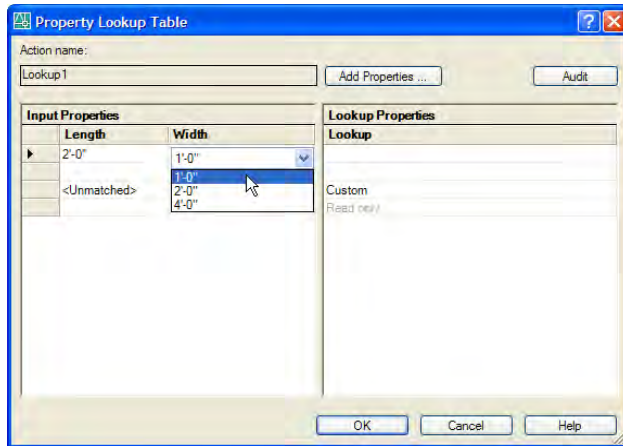 Property Lookup Table
Action name:
Lookup1 Add Properties ... Audit
Input Properties Lookup Properties
Length Width Lookup
2'-0" 1'-0"
1'-0"
<Unmatched> 2'-0" Custom
4'-0" Read only
OK Cancel Help